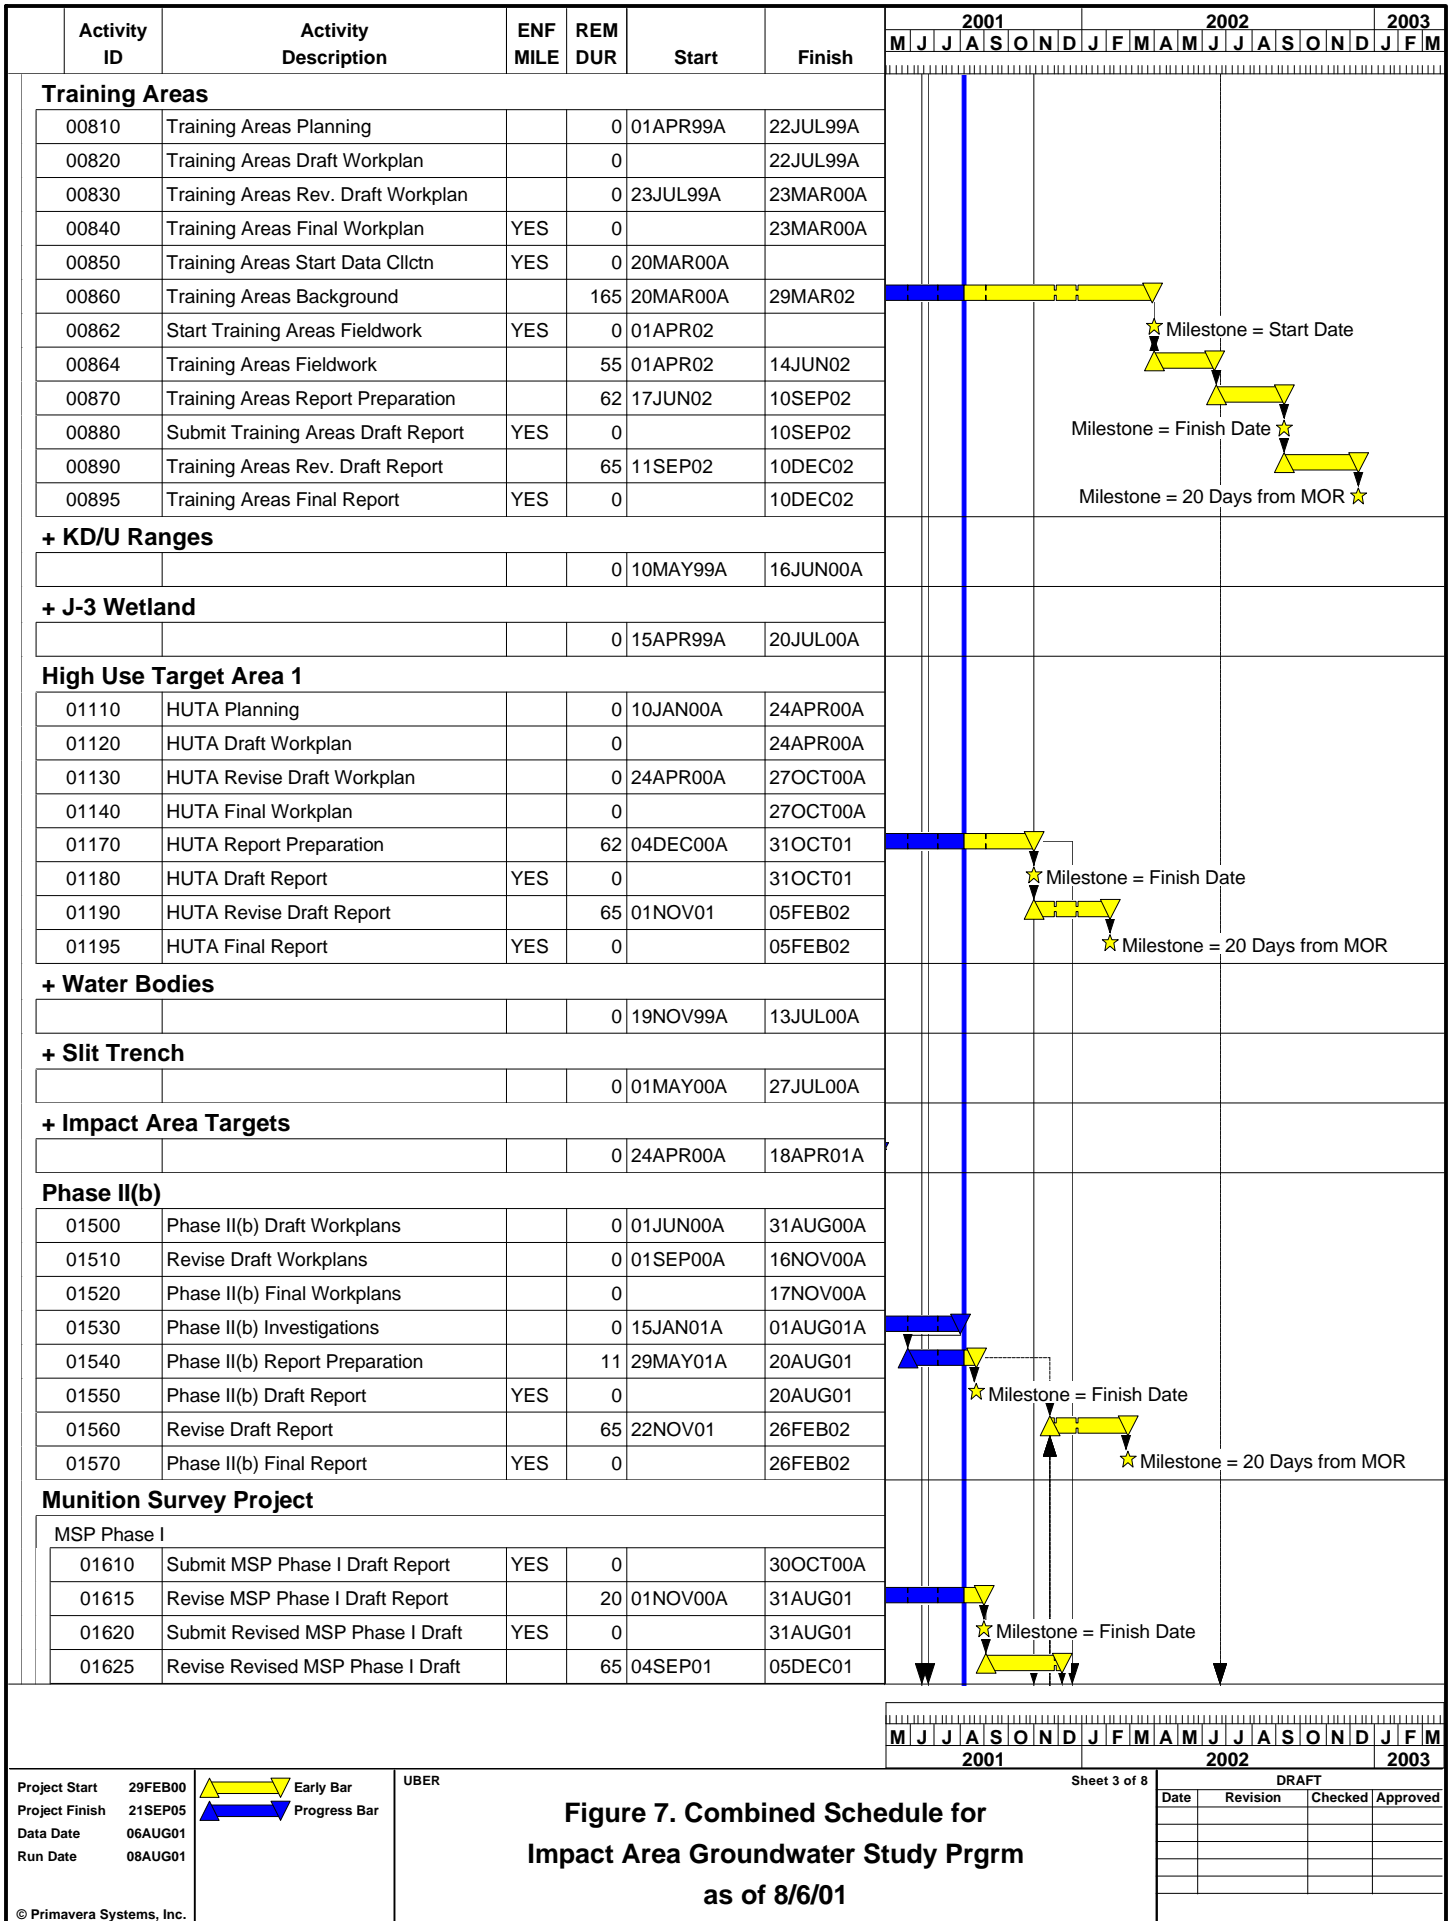 Activity ID Activity Description ENF MILE REM DUR Start Finish
2001 2002 2003
M J J A S O N D J F M A M J J A S O N D J F M
Training Areas
00810 Training Areas Planning 0 01APR99A 22JUL99A
00820 Training Areas Draft Workplan 0 22JUL99A
00830 Training Areas Rev. Draft Workplan 0 23JUL99A 23MAR00A
00840 Training Areas Final Workplan YES 0 23MAR00A
00850 Training Areas Start Data Cllctn YES 0 20MAR00A
00860 Training Areas Background 165 20MAR00A 29MAR02
00862 Start Training Areas Fieldwork YES 0 01APR02 Milestone = Start Date
00864 Training Areas Fieldwork 55 01APR02 14JUN02
00870 Training Areas Report Preparation 62 17JUN02 10SEP02
00880 Submit Training Areas Draft Report YES 0 10SEP02 Milestone = Finish Date
00890 Training Areas Rev. Draft Report 65 11SEP02 10DEC02
00895 Training Areas Final Report YES 0 10DEC02 Milestone = 20 Days from MOR
+ KD/U Ranges
0 10MAY99A 16JUN00A
+ J-3 Wetland
0 15APR99A 20JUL00A
High Use Target Area 1
01110 HUTA Planning 0 10JAN00A 24APR00A
01120 HUTA Draft Workplan 0 24APR00A
01130 HUTA Revise Draft Workplan 0 24APR00A 27OCT00A
01140 HUTA Final Workplan 0 27OCT00A
01170 HUTA Report Preparation 62 04DEC00A 31OCT01
01180 HUTA Draft Report YES 0 31OCT01 Milestone = Finish Date
01190 HUTA Revise Draft Report 65 01NOV01 05FEB02
01195 HUTA Final Report YES 0 05FEB02 Milestone = 20 Days from MOR
+ Water Bodies
0 19NOV99A 13JUL00A
+ Slit Trench
0 01MAY00A 27JUL00A
+ Impact Area Targets
0 24APR00A 18APR01A
Phase II(b)
01500 Phase II(b) Draft Workplans 0 01JUN00A 31AUG00A
01510 Revise Draft Workplans 0 01SEP00A 16NOV00A
01520 Phase II(b) Final Workplans 0 17NOV00A
01530 Phase II(b) Investigations 0 15JAN01A 01AUG01A
01540 Phase II(b) Report Preparation 11 29MAY01A 20AUG01
01550 Phase II(b) Draft Report YES 0 20AUG01 Milestone = Finish Date
01560 Revise Draft Report 65 22NOV01 26FEB02
01570 Phase II(b) Final Report YES 0 26FEB02 Milestone = 20 Days from MOR
Munition Survey Project
MSP Phase I
01610 Submit MSP Phase I Draft Report YES 0 30OCT00A
01615 Revise MSP Phase I Draft Report 20 01NOV00A 31AUG01
01620 Submit Revised MSP Phase I Draft YES 0 31AUG01 Milestone = Finish Date
01625 Revise Revised MSP Phase I Draft 65 04SEP01 05DEC01
M J J A S O N D J F M A M J J A S O N D J F M
2001 2002 2003
Project Start 29FEB00
Project Finish 21SEP05
Data Date 06AUG01
Run Date 08AUG01
© Primavera Systems, Inc.
Early Bar
Progress Bar
UBER
Sheet 3 of 8
Figure 7. Combined Schedule for
Impact Area Groundwater Study Prgrm
as of 8/6/01
DRAFT
Date Revision Checked Approved